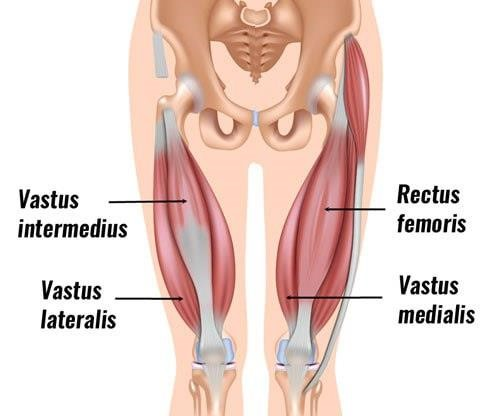 Vastus
intermedius
Rectus
femoris
Vastus
lateralis
Vastus
medialis